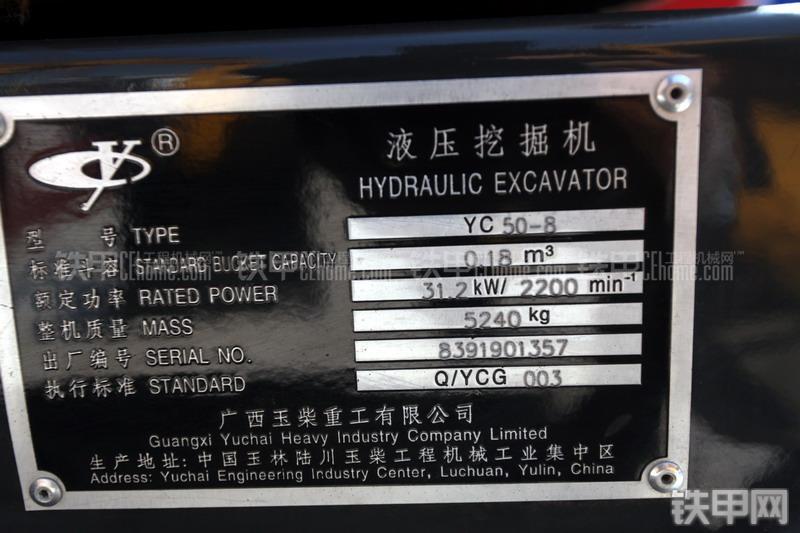 ®
液压挖掘机
HYDRAULIC EXCAVATOR
型 号 TYPE YC 50-8
标准斗容 STANDARD BUCKET CAPACITY 0.18 m³
额定功率 RATED POWER 31.2 kW/ 2200 min⁻¹
整机质量 MASS 5240 kg
出厂编号 SERIAL NO. 8391901357
执行标准 STANDARD Q/YCG 003
广西玉柴重工有限公司
Guangxi Yuchai Heavy Industry Company Limited
生产地址: 中国玉林陆川玉柴工程机械工业集中区
Address: Yuchai Engineering Industry Center, Luchuan, Yulin, China
铁甲网